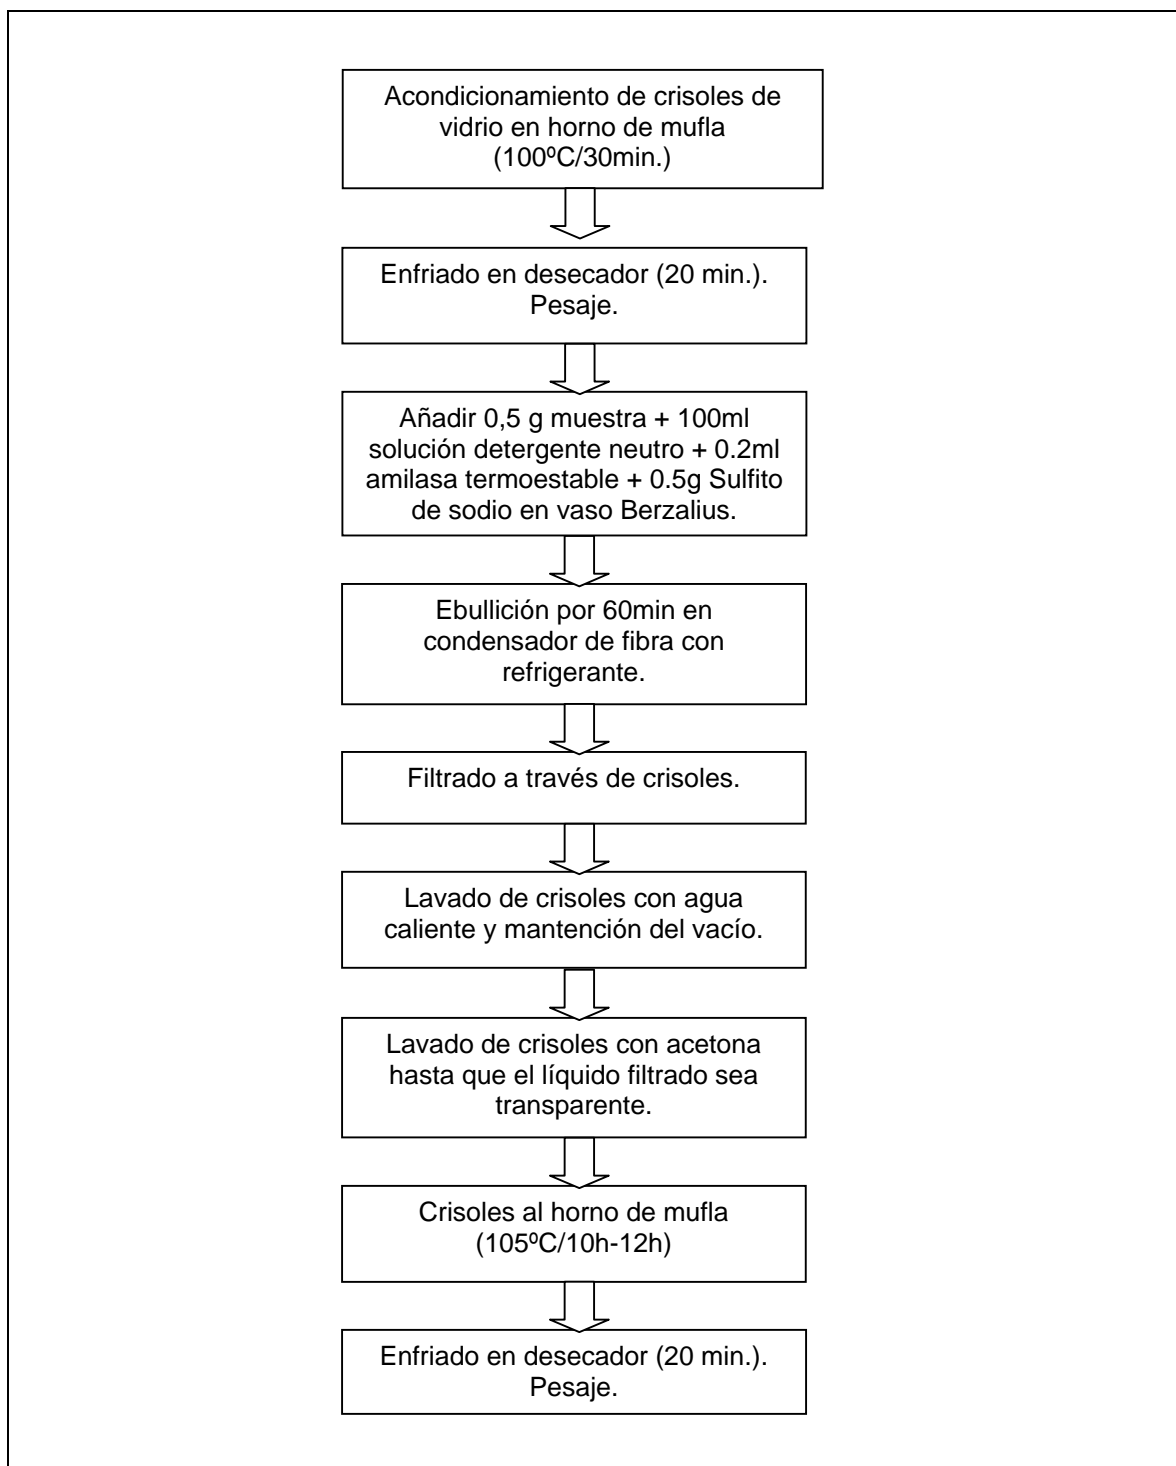 Acondicionamiento de crisoles de
vidrio en horno de mufla
(100ºC/30min.)
Enfriado en desecador (20 min.).
Pesaje.
Añadir 0,5 g muestra + 100ml
solución detergente neutro + 0.2ml
amilasa termoestable + 0.5g Sulfito
de sodio en vaso Berzalius.
Ebullición por 60min en
condensador de fibra con
refrigerante.
Filtrado a través de crisoles.
Lavado de crisoles con agua
caliente y mantención del vacío.
Lavado de crisoles con acetona
hasta que el líquido filtrado sea
transparente.
Crisoles al horno de mufla
(105ºC/10h-12h)
Enfriado en desecador (20 min.).
Pesaje.